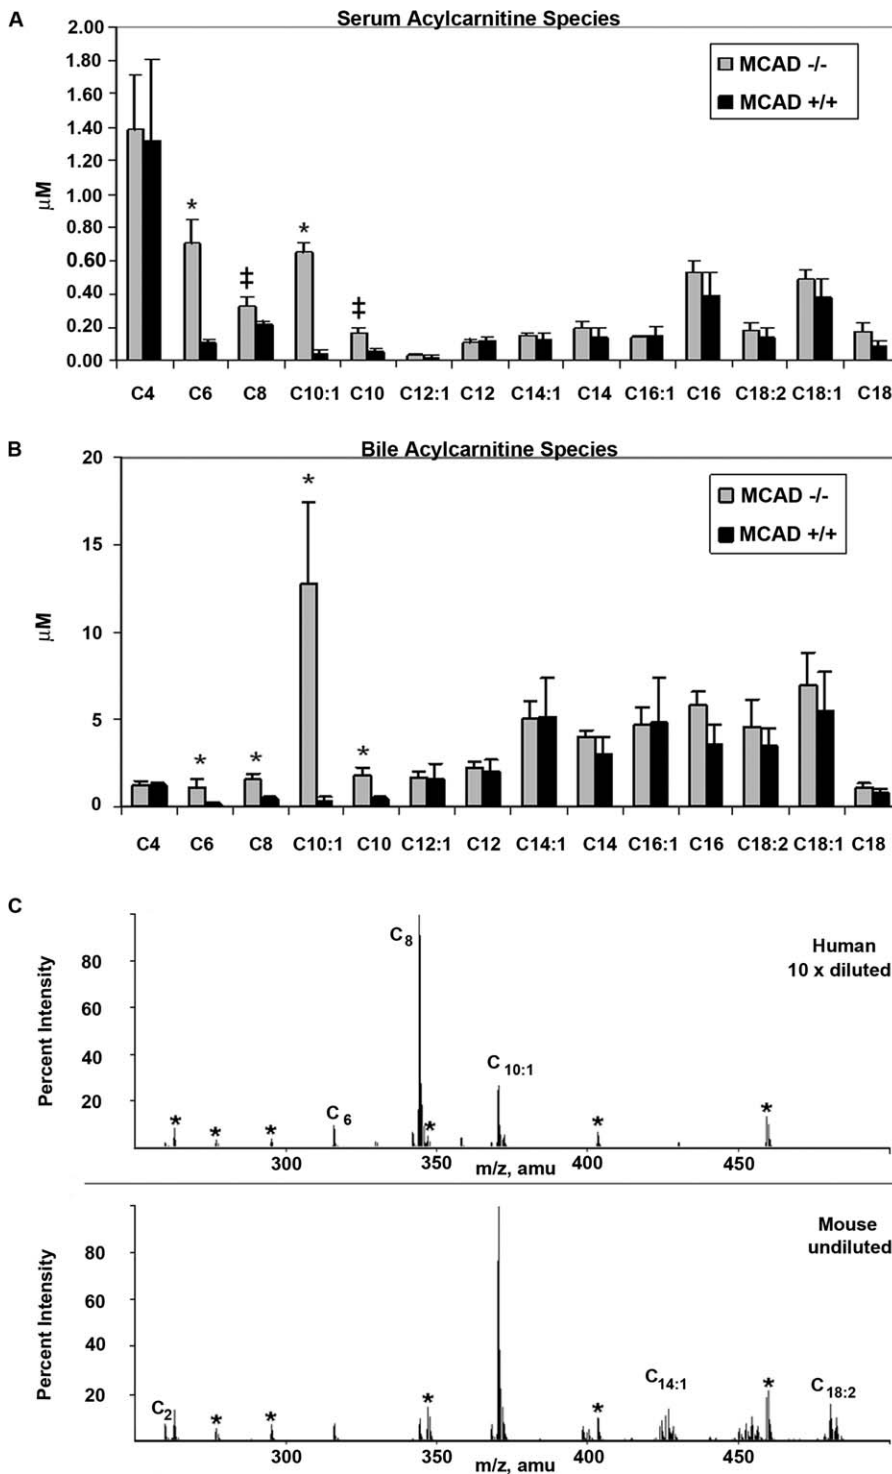 A
Serum Acylcarnitine Species
MCAD -/-
MCAD +/+
µM
2.00
1.80
1.60
1.40
1.20
1.00
0.80
0.60
0.40
0.20
0.00
* ‡ * ‡
C4 C6 C8 C10:1 C10 C12:1 C12 C14:1 C14 C16:1 C16 C18:2 C18:1 C18
B
Bile Acylcarnitine Species
MCAD -/-
MCAD +/+
µM
20
15
10
5
0
* * * *
C4 C6 C8 C10:1 C10 C12:1 C12 C14:1 C14 C16:1 C16 C18:2 C18:1 C18
C
Human
10 x diluted
Percent Intensity
80
60
40
20
C8
C10:1
C6
* * * * * *
300 350 400 450
m/z, amu
Mouse
undiluted
Percent Intensity
80
60
40
20
C2
C14:1
C18:2
* * * * *
300 350 400 450
m/z, amu